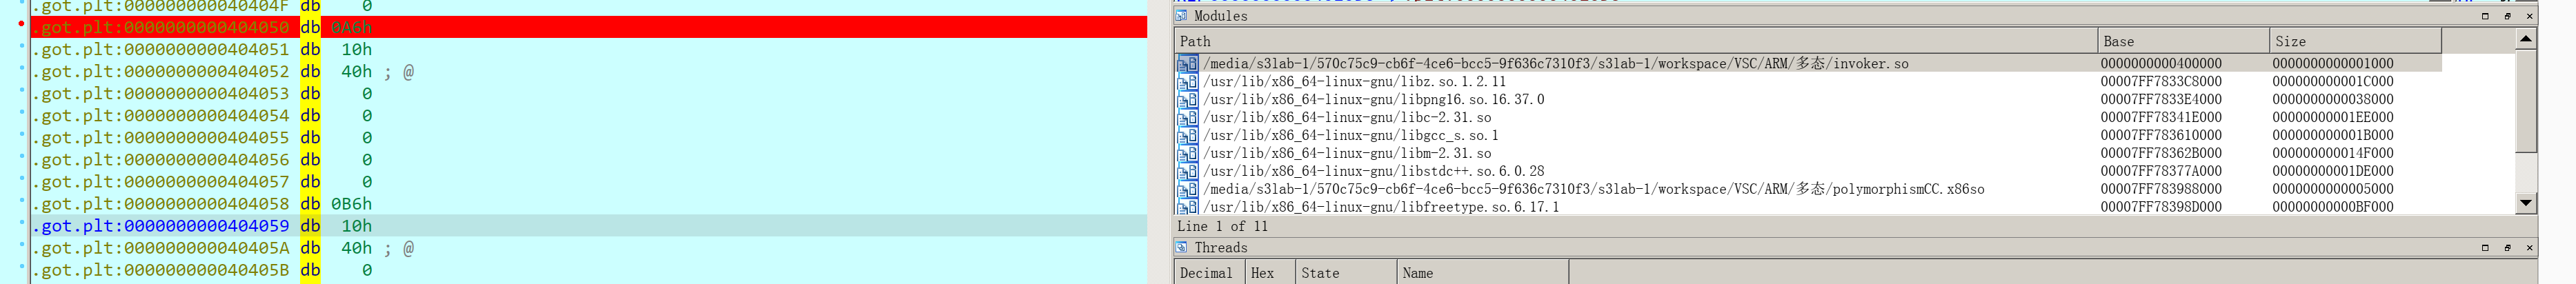 .got.plt:000000000040404F db 0
.got.plt:0000000000404050 db 0A6h
.got.plt:0000000000404051 db 10h
.got.plt:0000000000404052 db 40h ; @
.got.plt:0000000000404053 db 0
.got.plt:0000000000404054 db 0
.got.plt:0000000000404055 db 0
.got.plt:0000000000404056 db 0
.got.plt:0000000000404057 db 0
.got.plt:0000000000404058 db 0B6h
.got.plt:0000000000404059 db 10h
.got.plt:000000000040405A db 40h ; @
.got.plt:000000000040405B db 0
Modules
Path Base Size
/media/s3lab-1/570c75c9-cb6f-4ce6-bcc5-9f636c7310f3/s3lab-1/workspace/VSC/ARM/多态/invoker.so 0000000000400000 0000000000001000
/usr/lib/x86_64-linux-gnu/libz.so.1.2.11 00007FF7833C8000 000000000001C000
/usr/lib/x86_64-linux-gnu/libpng16.so.16.37.0 00007FF7833E4000 0000000000038000
/usr/lib/x86_64-linux-gnu/libc-2.31.so 00007FF78341E000 00000000001EE000
/usr/lib/x86_64-linux-gnu/libgcc_s.so.1 00007FF783610000 000000000001B000
/usr/lib/x86_64-linux-gnu/libm-2.31.so 00007FF78362B000 000000000014F000
/usr/lib/x86_64-linux-gnu/libstdc++.so.6.0.28 00007FF78377A000 00000000001DE000
/media/s3lab-1/570c75c9-cb6f-4ce6-bcc5-9f636c7310f3/s3lab-1/workspace/VSC/ARM/多态/polymorphismCC.x86so 00007FF783988000 0000000000005000
/usr/lib/x86_64-linux-gnu/libfreetype.so.6.17.1 00007FF78398D000 00000000000BF000
Line 1 of 11
Threads
Decimal Hex State Name